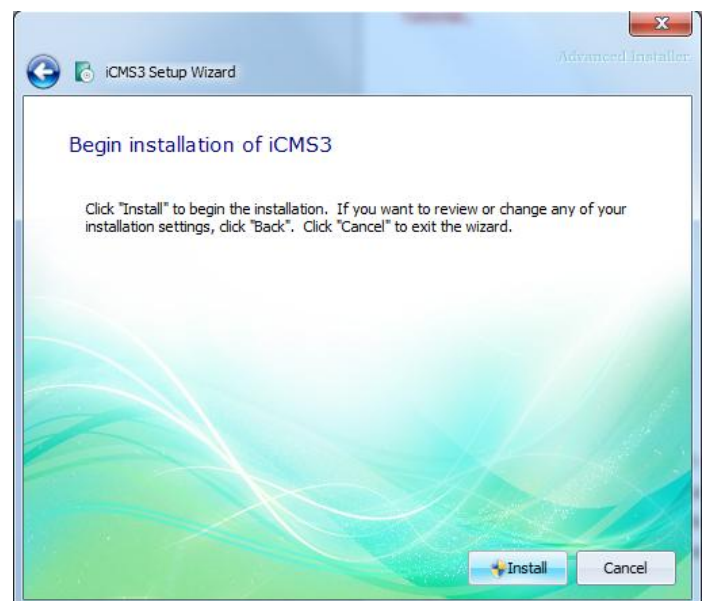 Advanced Installer
iCMS3 Setup Wizard
Begin installation of iCMS3
Click "Install" to begin the installation. If you want to review or change any of your
installation settings, click "Back". Click "Cancel" to exit the wizard.
Install
Cancel